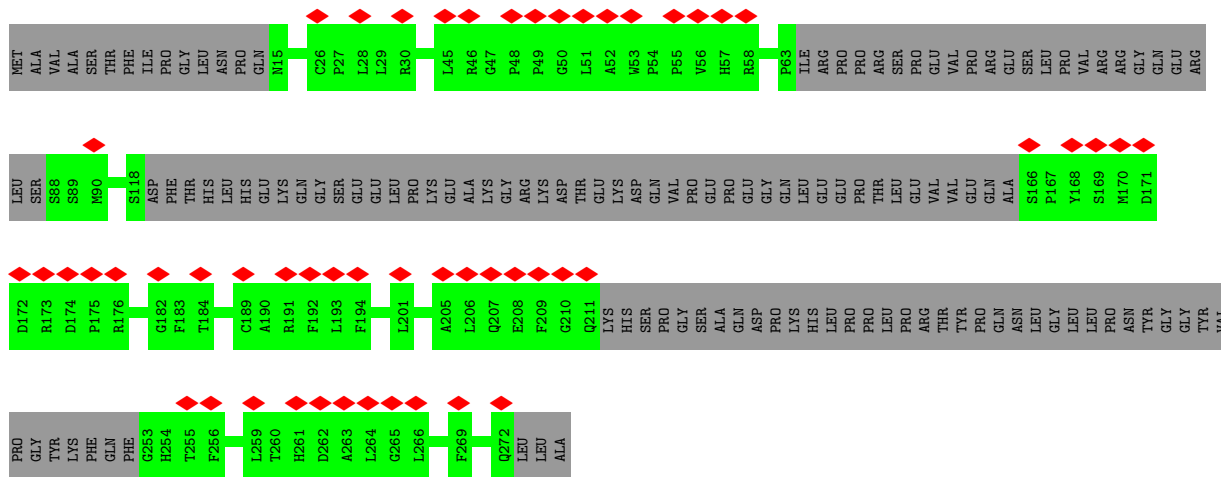 MET ALA VAL ALA SER THR PHE ILE PRO GLY LEU ASN PRO GLN N15 C26 P27 L28 L29 R30 L45 R46 G47 P48 P49 G50 L51 A52 W53 P54 P55 V56 H57 R58 P63 ILE ARG PRO PRO ARG SER PRO GLU VAL PRO ARG GLU SER LEU PRO VAL ARG ARG GLY GLN GLU ARG
LEU SER S88 S89 M90 S118 ASP PHE THR HIS LEU HIS GLU LYS GLN GLY SER GLU GLU LEU PRO LYS GLU ALA LYS GLY ARG LYS ASP THR GLU LYS ASP GLN VAL PRO GLU PRO GLU GLY GLN LEU GLU GLU PRO THR LEU GLU VAL VAL GLU GLN ALA S166 P167 Y168 S169 M170 D171
D172 R173 D174 P175 R176 G182 F183 T184 C189 A190 R191 F192 L193 F194 L201 A205 L206 Q207 E208 F209 G210 Q211 LYS HIS SER PRO GLY SER ALA GLN ASP PRO LYS HIS LEU PRO PRO LEU PRO ARG THR TYR PRO GLN ASN LEU GLY LEU LEU PRO ASN TYR GLY GLY TYR VAL
PRO GLY TYR LYS PHE GLN PHE G253 H254 T255 F256 L259 T260 H261 D262 A263 L264 G265 L266 F269 Q272 LEU LEU ALA